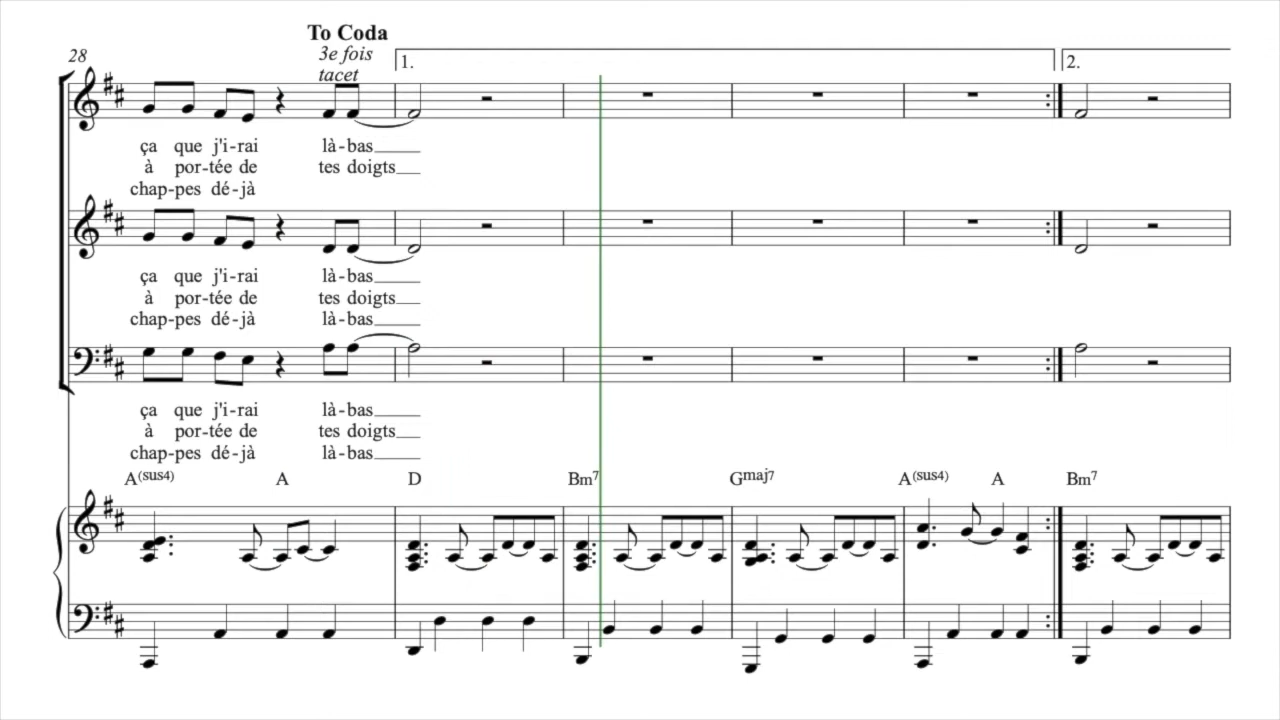 To Coda
28
3e fois
tacet
1.
2.
ça que j'i-rai là-bas
à por-tée de tes doigts
chap-pes dé-jà
ça que j'i-rai là-bas
à por-tée de tes doigts
chap-pes dé-jà là-bas
ça que j'i-rai là-bas
à por-tée de tes doigts
chap-pes dé-jà là-bas
A(sus4) A D Bm7 Gmaj7 A(sus4) A Bm7